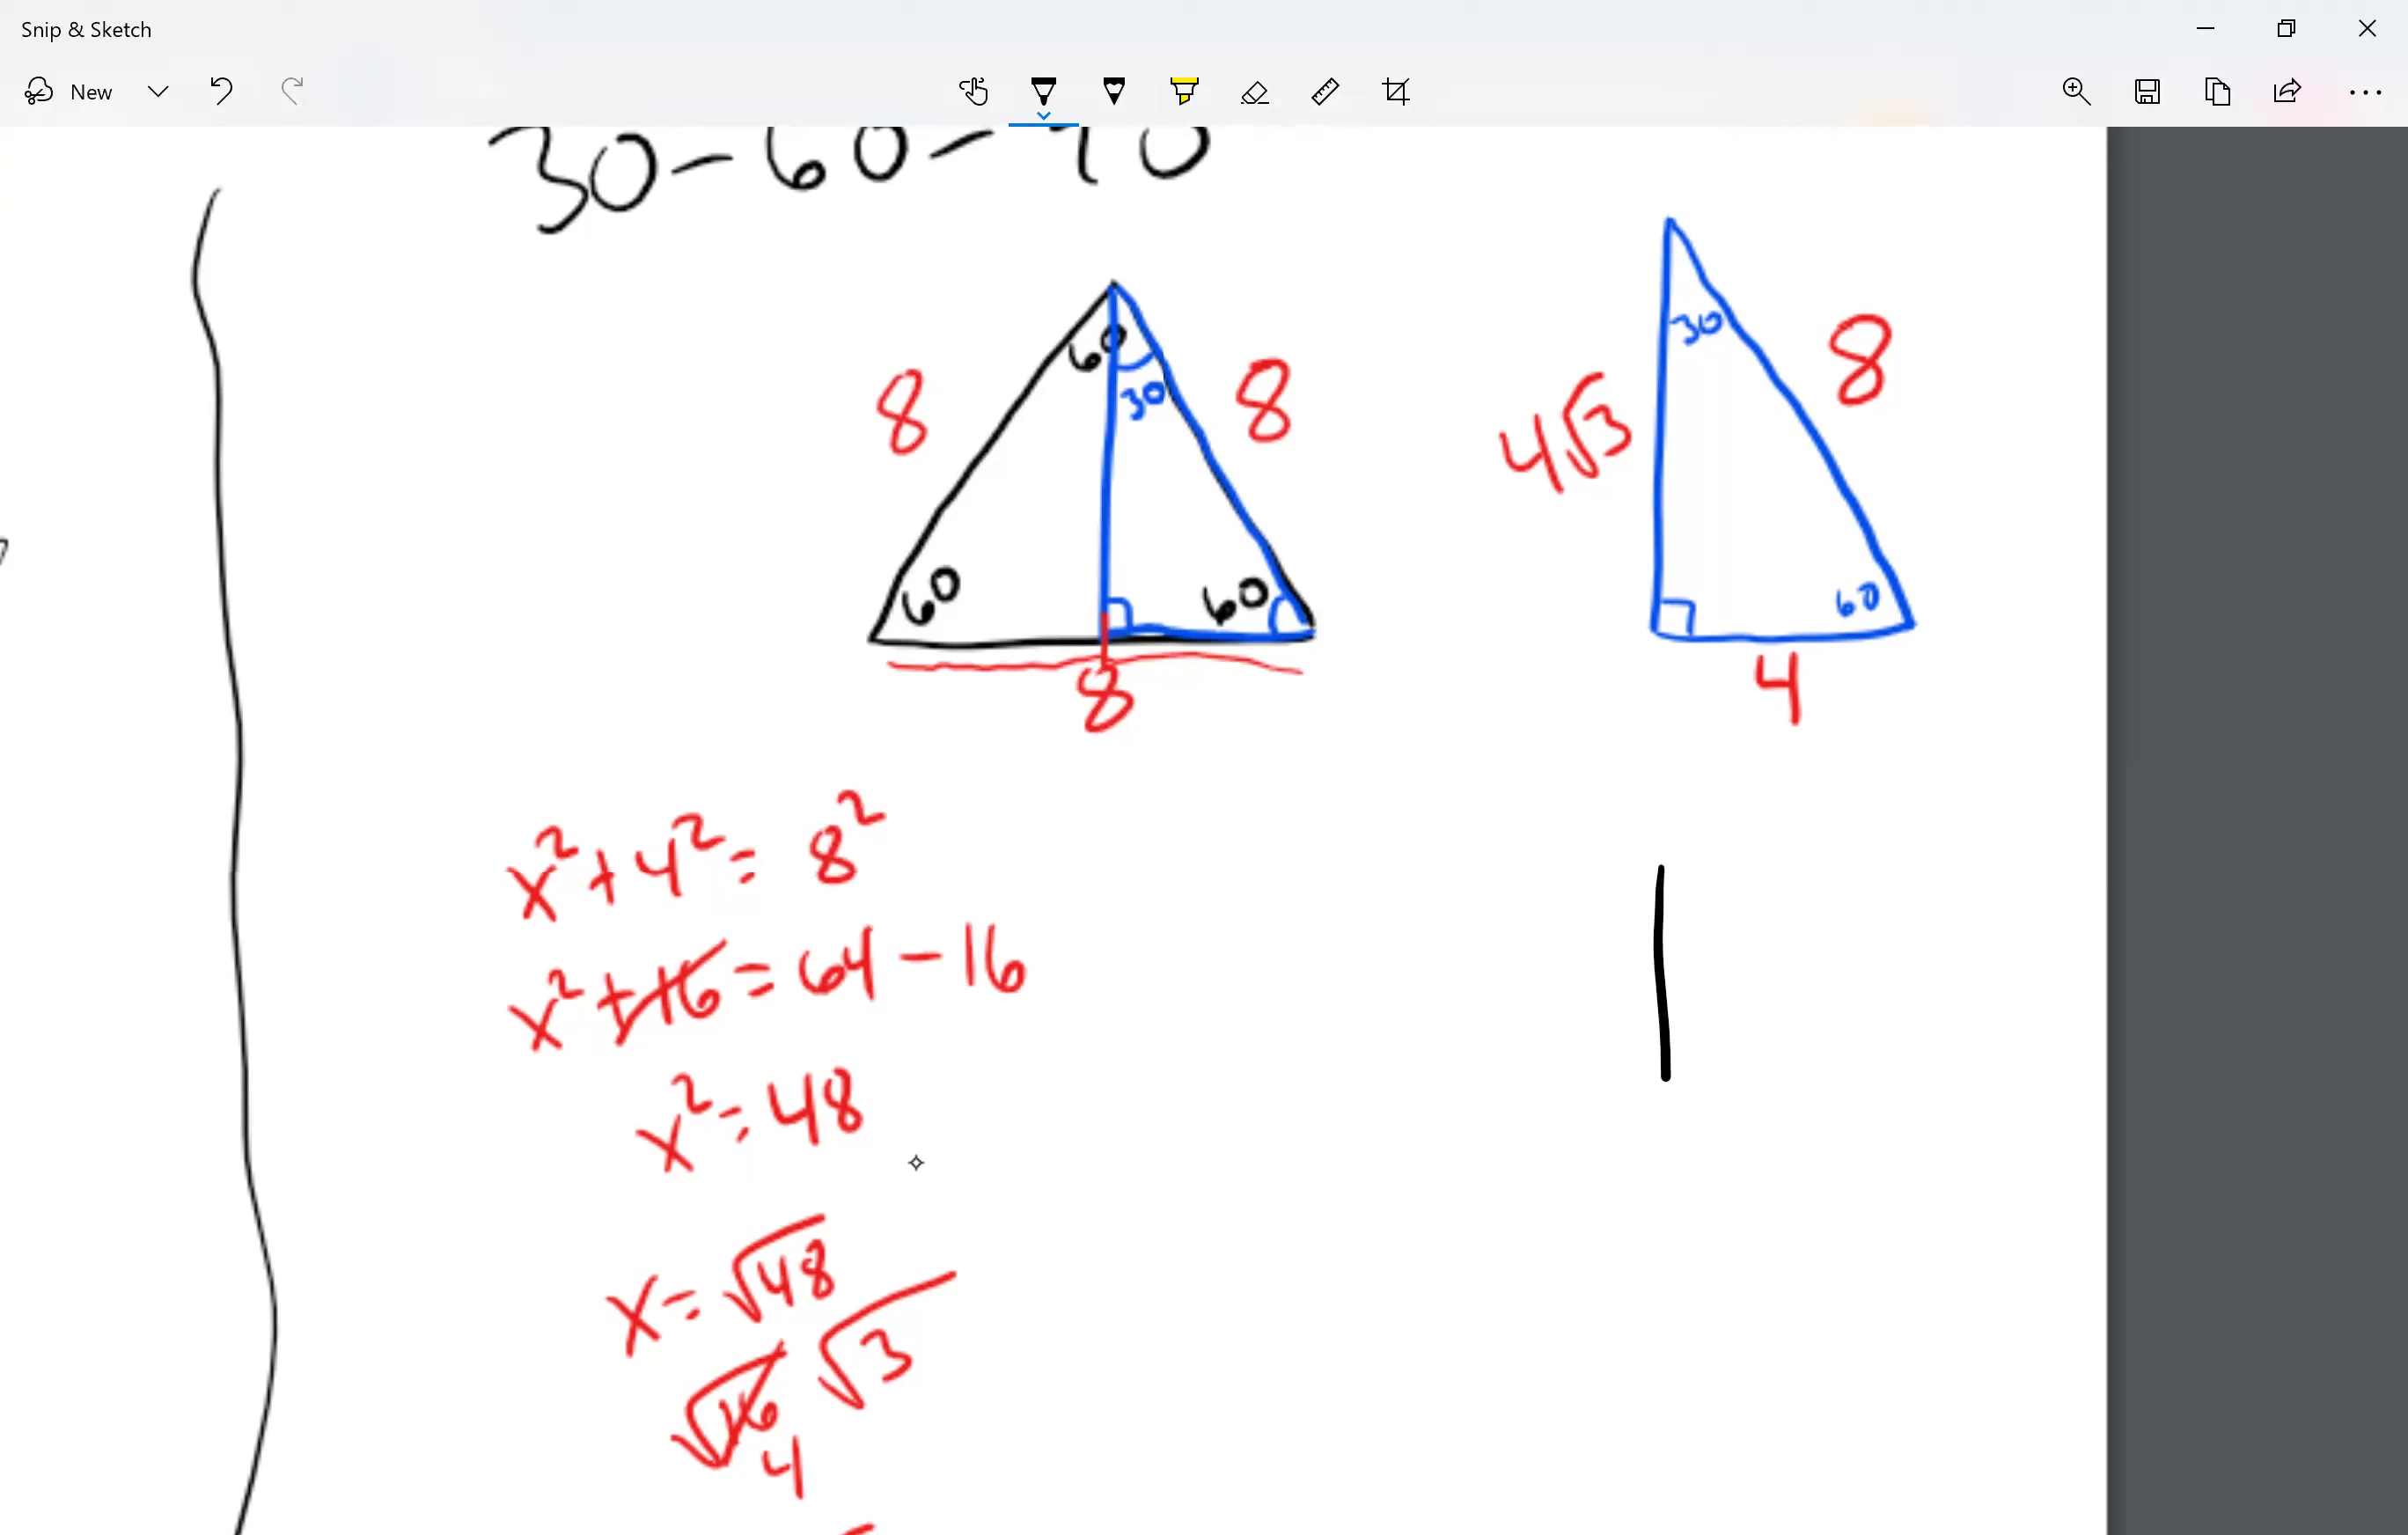 Snip & Sketch
New
30-60-90
60
30
8
8
60
60
8
30
8
4√3
60
4
x²+4²= 8²
x²+16=64-16
x²=48
x=√48
√16 √3
4